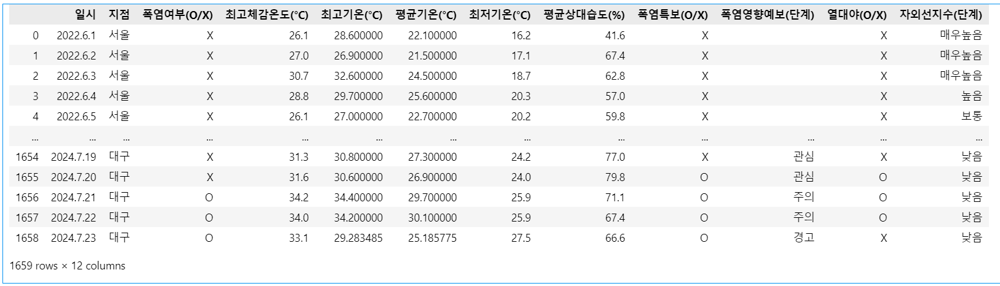 일시 지점 폭염여부(O/X) 최고체감온도(°C) 최고기온(°C) 평균기온(°C) 최저기온(°C) 평균상대습도(%) 폭염특보(O/X) 폭염영향예보(단계) 열대야(O/X) 자외선지수(단계)
0 2022.6.1 서울 X 26.1 28.600000 22.100000 16.2 41.6 X X 매우높음
1 2022.6.2 서울 X 27.0 26.900000 21.500000 17.1 67.4 X X 매우높음
2 2022.6.3 서울 X 30.7 32.600000 24.500000 18.7 62.8 X X 매우높음
3 2022.6.4 서울 X 28.8 29.700000 25.600000 20.3 57.0 X X 높음
4 2022.6.5 서울 X 26.1 27.000000 22.700000 20.2 59.8 X X 보통
... ... ... ... ... ... ... ... ... ... ... ... ...
1654 2024.7.19 대구 X 31.3 30.800000 27.300000 24.2 77.0 X 관심 X 낮음
1655 2024.7.20 대구 X 31.6 30.600000 26.900000 24.0 79.8 O 관심 O 낮음
1656 2024.7.21 대구 O 34.2 34.400000 29.700000 25.9 71.1 O 주의 O 낮음
1657 2024.7.22 대구 O 34.0 34.200000 30.100000 25.9 67.4 O 주의 O 낮음
1658 2024.7.23 대구 O 33.1 29.283485 25.185775 27.5 66.6 O 경고 X 낮음
1659 rows × 12 columns